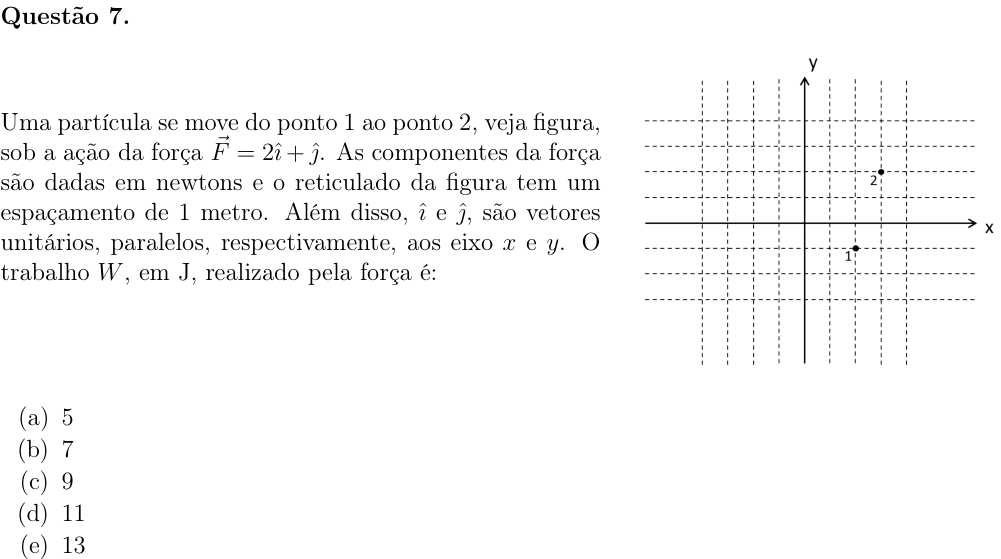 Questão 7.
Uma partícula se move do ponto 1 ao ponto 2, veja figura,
sob a ação da força $\vec{F} = 2\hat{\imath} + \hat{\jmath}$. As componentes da força
são dadas em newtons e o reticulado da figura tem um
espaçamento de 1 metro. Além disso, $\hat{\imath}$ e $\hat{\jmath}$, são vetores
unitários, paralelos, respectivamente, aos eixo $x$ e $y$. O
trabalho $W$, em J, realizado pela força é:
y
2
x
1
(a) 5
(b) 7
(c) 9
(d) 11
(e) 13